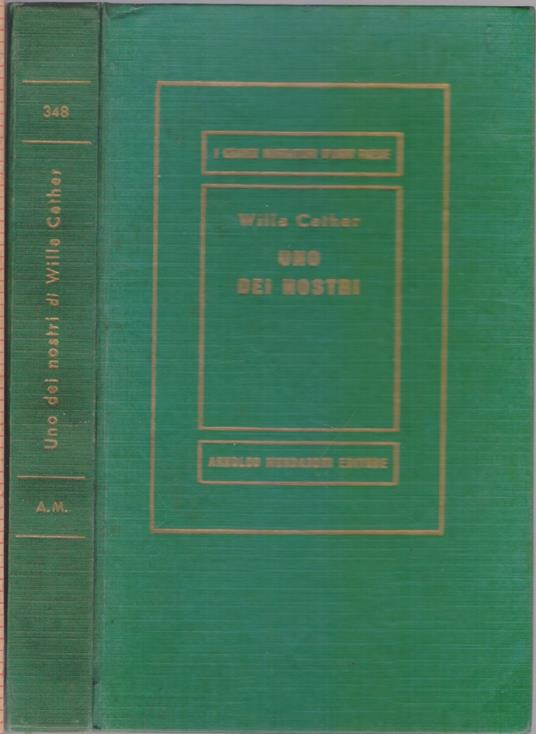 348
Uno dei nostri di Willa Cather
A. M.
I GRANDI NARRATORI D'OGNI PAESE
Willa Cather
UNO
DEI NOSTRI
ARNOLDO MONDADORI EDITORE